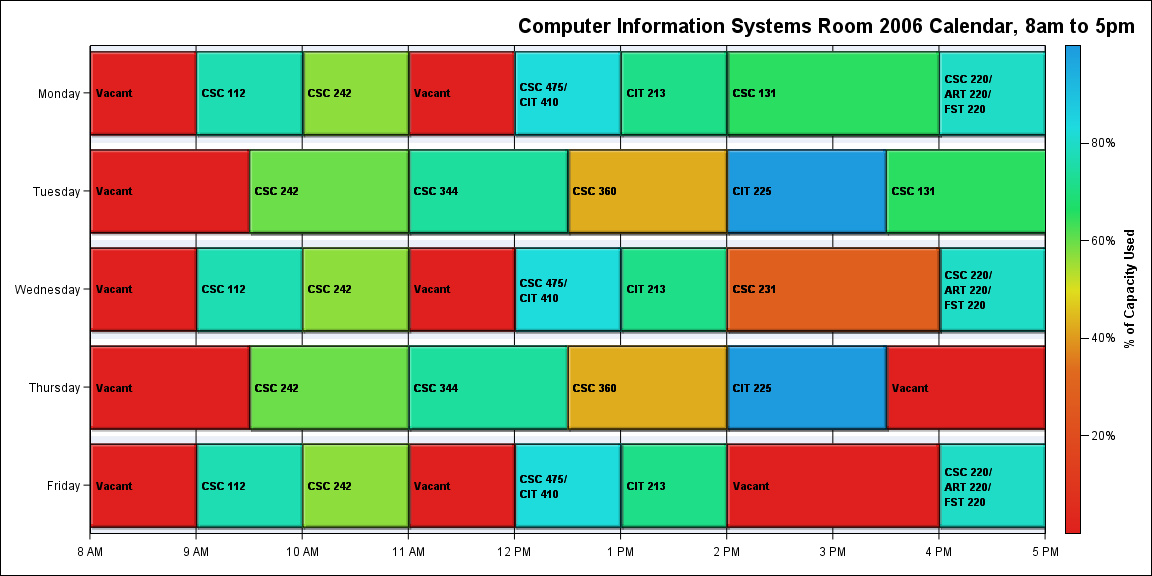 Computer Information Systems Room 2006 Calendar, 8am to 5pm
Monday
Vacant
CSC 112
CSC 242
Vacant
CSC 475/
CIT 410
CIT 213
CSC 131
CSC 220/
ART 220/
FST 220
Tuesday
Vacant
CSC 242
CSC 344
CSC 360
CIT 225
CSC 131
Wednesday
Vacant
CSC 112
CSC 242
Vacant
CSC 475/
CIT 410
CIT 213
CSC 231
CSC 220/
ART 220/
FST 220
Thursday
Vacant
CSC 242
CSC 344
CSC 360
CIT 225
Vacant
Friday
Vacant
CSC 112
CSC 242
Vacant
CSC 475/
CIT 410
CIT 213
Vacant
CSC 220/
ART 220/
FST 220
8 AM
9 AM
10 AM
11 AM
12 PM
1 PM
2 PM
3 PM
4 PM
5 PM
80%
60%
40%
20%
% of Capacity Used